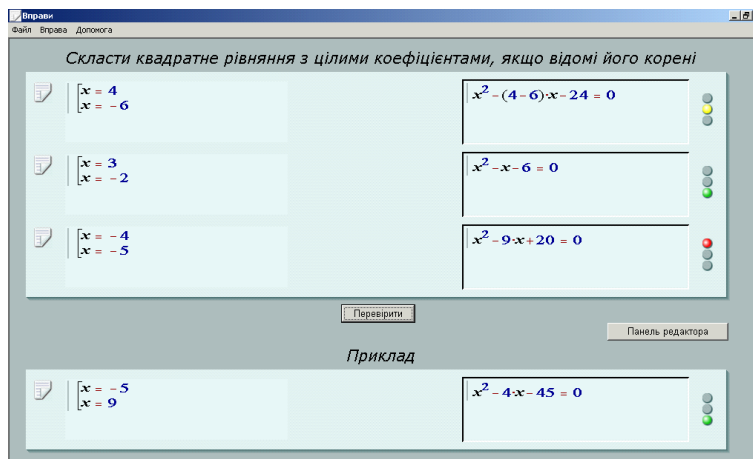 Вправи
Файл Вправа Допомога
Скласти квадратне рівняння з цілими коефіцієнтами, якщо відомі його корені
x = 4
x = −6
x² − (4−6)·x − 24 = 0
x = 3
x = −2
x² − x − 6 = 0
x = −4
x = −5
x² − 9·x + 20 = 0
Перевірити
Панель редактора
Приклад
x = −5
x = 9
x² − 4·x − 45 = 0